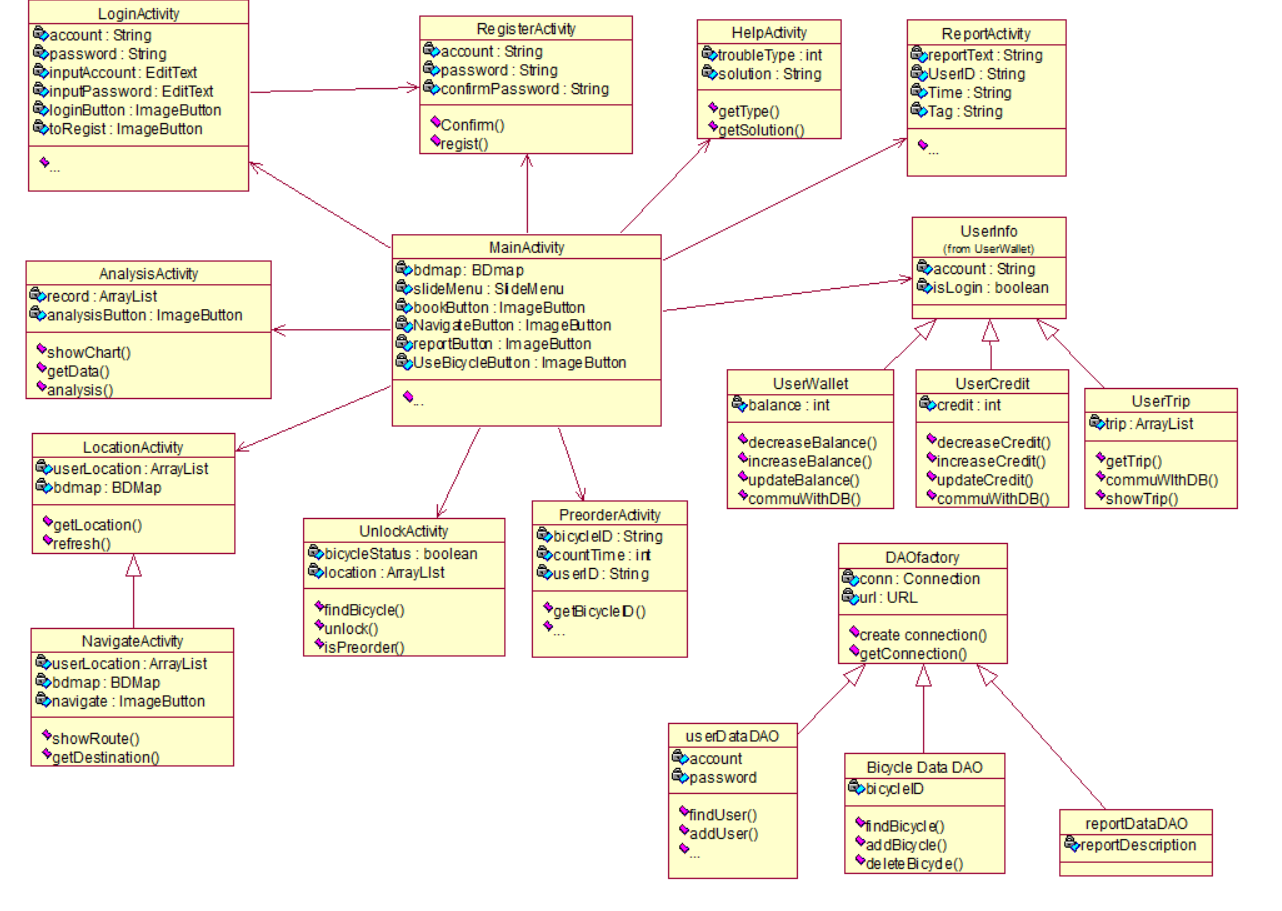 LoginActivity
account : String
password : String
inputAccount : EditText
inputPassword : EditText
loginButton : ImageButton
toRegist : ImageButton
...
RegisterActivity
account : String
password : String
confirmPassword : String
Confirm()
regist()
HelpActivity
troubleType : int
solution : String
getType()
getSolution()
ReportActivity
reportText : String
UserID : String
Time : String
Tag : String
...
MainActivity
bdmap : BDmap
slideMenu : SlideMenu
bookButton : ImageButton
NavigateButton : ImageButton
reportButton : ImageButton
UseBicycleButton : ImageButton
...
UserInfo
(from UserWallet)
account : String
isLogin : boolean
AnalysisActivity
record : ArrayList
analysisButton : ImageButton
showChart()
getData()
analysis()
UserWallet
balance : int
decreaseBalance()
increaseBalance()
updateBalance()
commuWithDB()
UserCredit
credit : int
decreaseCredit()
increaseCredit()
updateCredit()
commuWithDB()
UserTrip
trip : ArrayList
getTrip()
commuWIthDB()
showTrip()
LocationActivity
userLocation : ArrayList
bdmap : BDMap
getLocation()
refresh()
UnlockActivity
bicycleStatus : boolean
location : ArrayLIst
findBicycle()
unlock()
isPreorder()
PreorderActivity
bicycleID : String
countTime : int
userID : String
getBicycleID()
...
DAOfactory
conn : Connection
url : URL
create connection()
getConnection()
NavigateActivity
userLocation : ArrayList
bdmap : BDMap
navigate : ImageButton
showRoute()
getDestination()
userDataDAO
account
password
findUser()
addUser()
...
Bicycle Data DAO
bicycleID
findBicycle()
addBicycle()
deleteBicycle()
reportDataDAO
reportDescription